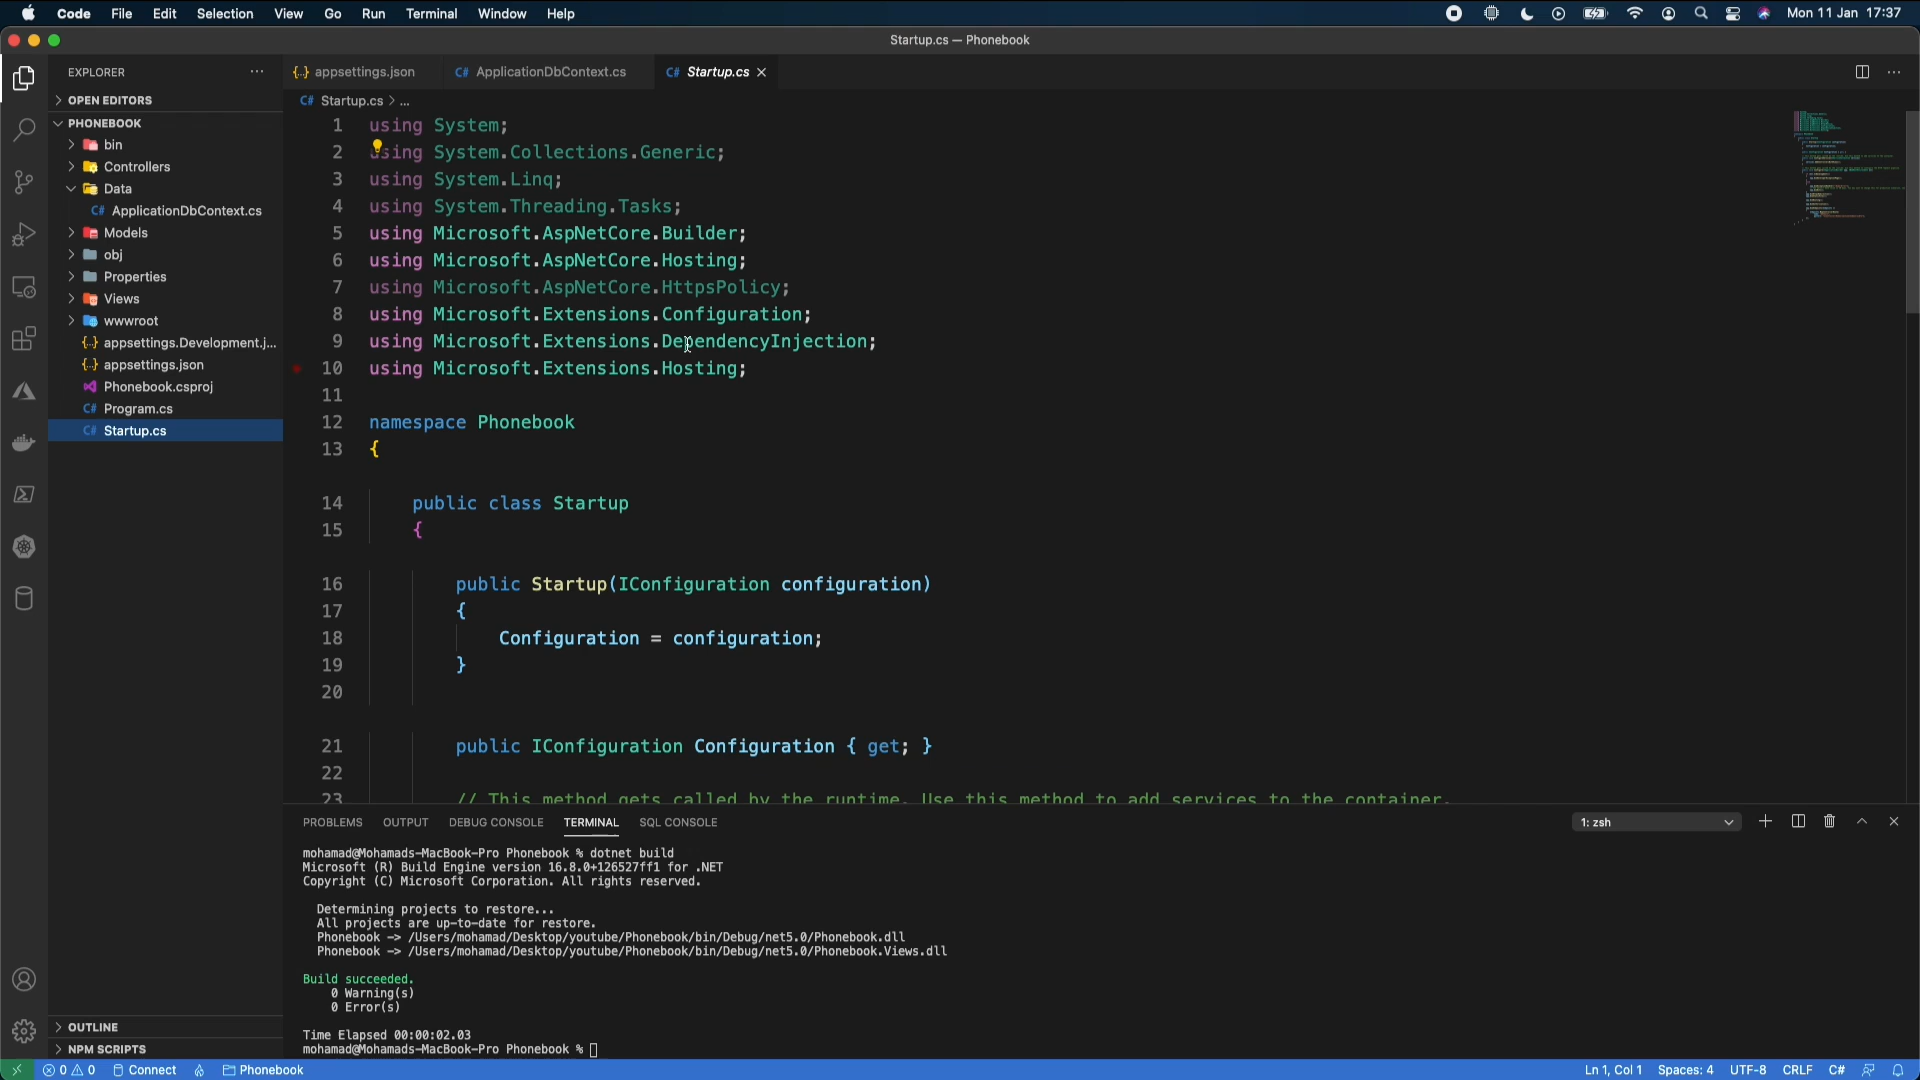 Code File Edit Selection View Go Run Terminal Window Help
Mon 11 Jan 17:37
Startup.cs — Phonebook
EXPLORER
OPEN EDITORS
PHONEBOOK
bin
Controllers
Data
C# ApplicationDbContext.cs
Models
obj
Properties
Views
wwwroot
{..} appsettings.Development.j...
{..} appsettings.json
Phonebook.csproj
C# Program.cs
C# Startup.cs
OUTLINE
NPM SCRIPTS
{..} appsettings.json
C# ApplicationDbContext.cs
C# Startup.cs
C# Startup.cs > ...
1 using System;
2 using System.Collections.Generic;
3 using System.Linq;
4 using System.Threading.Tasks;
5 using Microsoft.AspNetCore.Builder;
6 using Microsoft.AspNetCore.Hosting;
7 using Microsoft.AspNetCore.HttpsPolicy;
8 using Microsoft.Extensions.Configuration;
9 using Microsoft.Extensions.DependencyInjection;
10 using Microsoft.Extensions.Hosting;
11
12 namespace Phonebook
13 {
14 public class Startup
15 {
16 public Startup(IConfiguration configuration)
17 {
18 Configuration = configuration;
19 }
20
21 public IConfiguration Configuration { get; }
22
23 // This method gets called by the runtime. Use this method to add services to the container.
PROBLEMS OUTPUT DEBUG CONSOLE TERMINAL SQL CONSOLE
1: zsh
mohamad@Mohamads-MacBook-Pro Phonebook % dotnet build
Microsoft (R) Build Engine version 16.8.0+126527ff1 for .NET
Copyright (C) Microsoft Corporation. All rights reserved.
Determining projects to restore...
All projects are up-to-date for restore.
Phonebook -> /Users/mohamad/Desktop/youtube/Phonebook/bin/Debug/net5.0/Phonebook.dll
Phonebook -> /Users/mohamad/Desktop/youtube/Phonebook/bin/Debug/net5.0/Phonebook.Views.dll
Build succeeded.
0 Warning(s)
0 Error(s)
Time Elapsed 00:00:02.03
mohamad@Mohamads-MacBook-Pro Phonebook %
0 0 Connect Phonebook
Ln 1, Col 1 Spaces: 4 UTF-8 CRLF C#